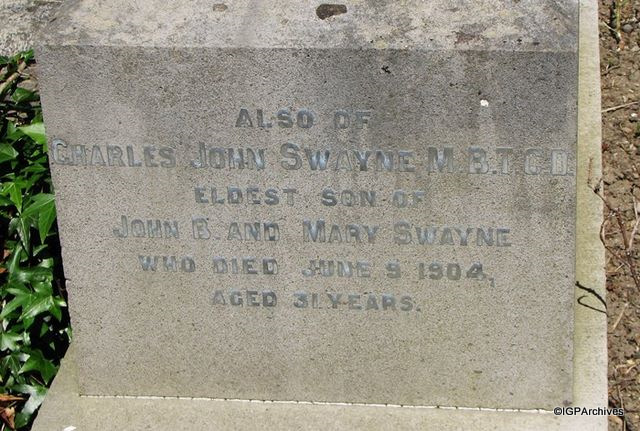 ALSO OF
CHARLES JOHN SWAYNE M.B.T.C.D.
ELDEST SON OF
JOHN B. AND MARY SWAYNE
WHO DIED JUNE 9 1904,
AGED 31 YEARS.
©IGPArchives